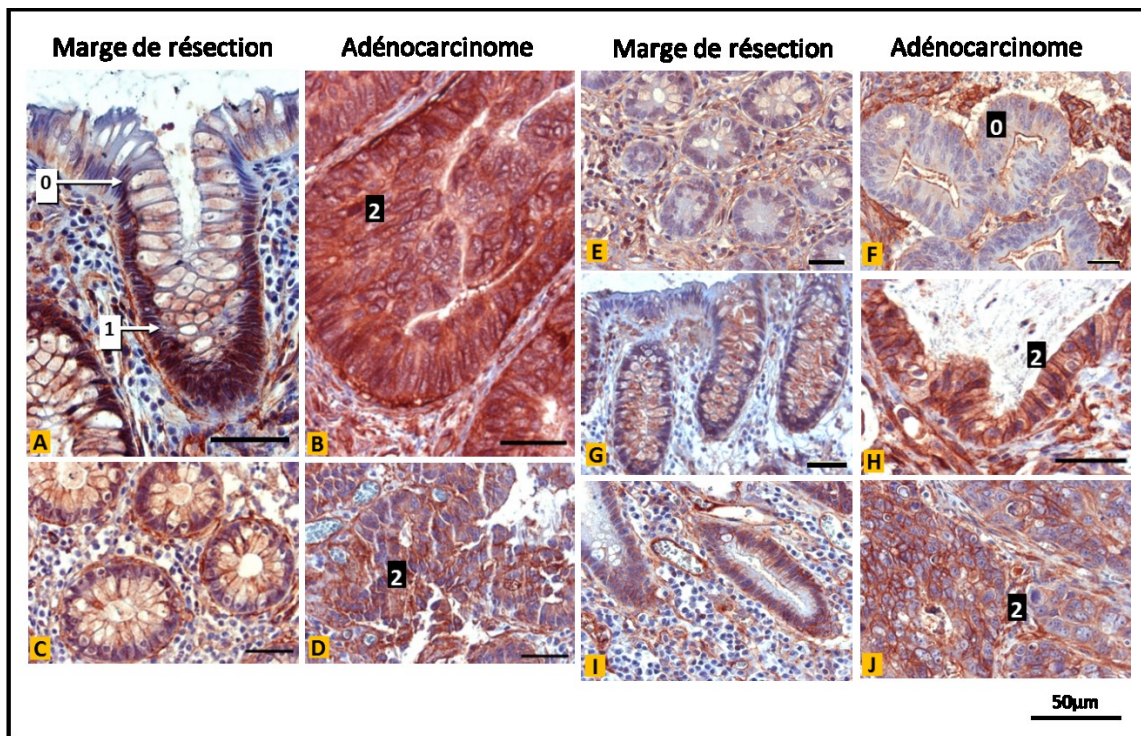 Marge de résection Adénocarcinome Marge de résection Adénocarcinome
0
1
A
2
B
E
0
F
G
2
H
C
2
D
I
2
J
50µm